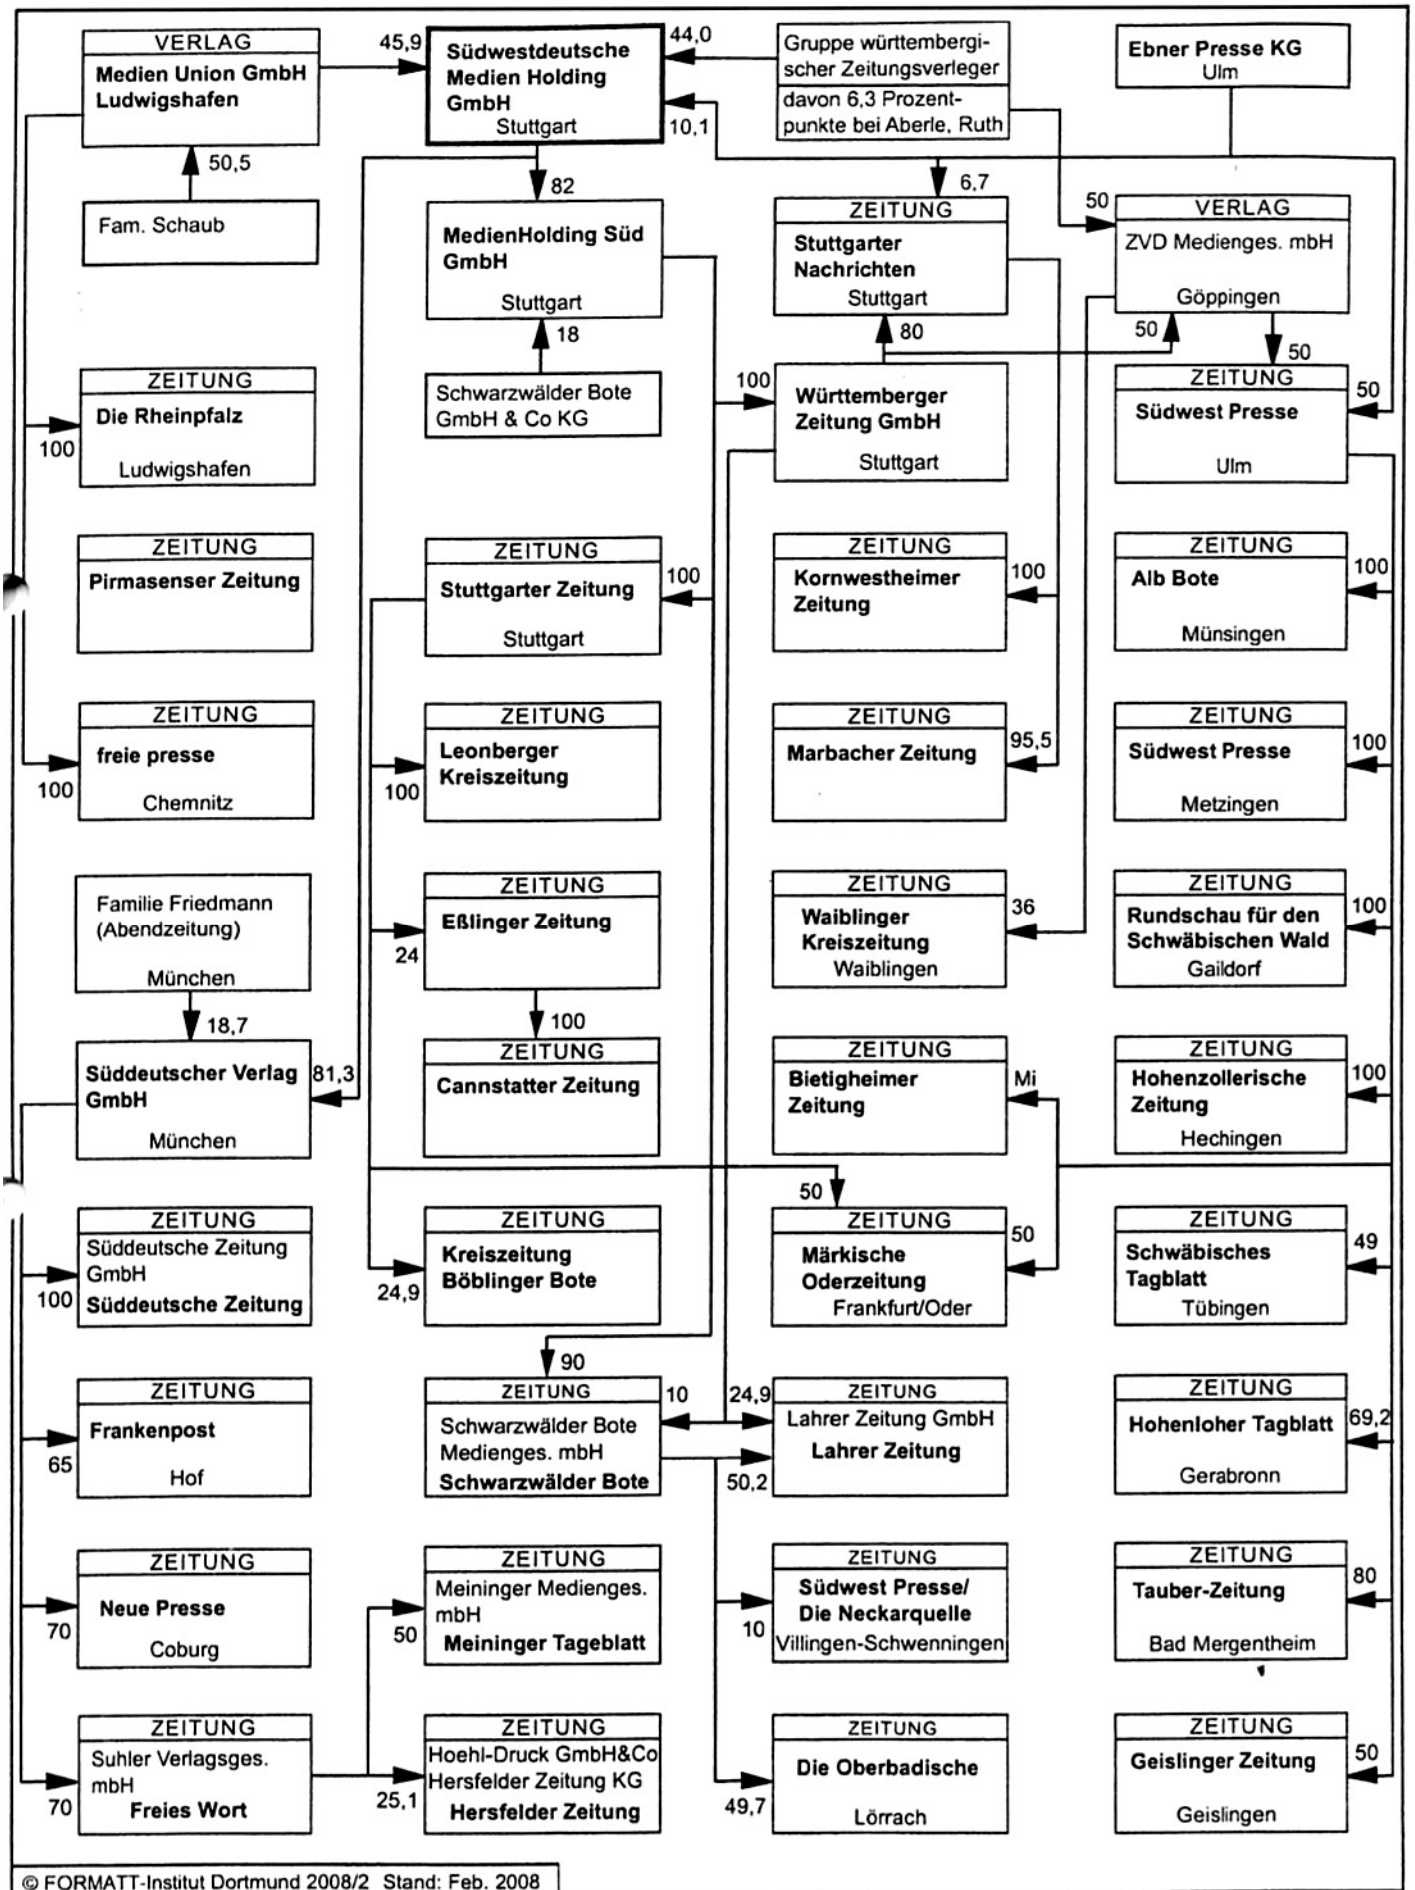 VERLAG
Medien Union GmbH
Ludwigshafen
45,9
Südwestdeutsche
Medien Holding
GmbH
Stuttgart
44,0
10,1
Gruppe württembergi-
scher Zeitungsverleger
davon 6,3 Prozent-
punkte bei Aberle, Ruth
Ebner Presse KG
Ulm
50,5
Fam. Schaub
82
MedienHolding Süd
GmbH
Stuttgart
18
Schwarzwälder Bote
GmbH & Co KG
6,7
ZEITUNG
Stuttgarter
Nachrichten
Stuttgart
80
50
VERLAG
ZVD Medienges. mbH
Göppingen
50
50
ZEITUNG
Die Rheinpfalz
Ludwigshafen
100
100
Württemberger
Zeitung GmbH
Stuttgart
ZEITUNG
Südwest Presse
Ulm
50
ZEITUNG
Pirmasenser Zeitung
ZEITUNG
Stuttgarter Zeitung
Stuttgart
100
ZEITUNG
Kornwestheimer
Zeitung
100
ZEITUNG
Alb Bote
Münsingen
100
ZEITUNG
freie presse
Chemnitz
100
ZEITUNG
Leonberger
Kreiszeitung
100
ZEITUNG
Marbacher Zeitung
95,5
ZEITUNG
Südwest Presse
Metzingen
100
Familie Friedmann
(Abendzeitung)
München
18,7
ZEITUNG
Eßlinger Zeitung
24
100
ZEITUNG
Waiblinger
Kreiszeitung
Waiblingen
36
ZEITUNG
Rundschau für den
Schwäbischen Wald
Gaildorf
100
Süddeutscher Verlag
GmbH
München
81,3
ZEITUNG
Cannstatter Zeitung
ZEITUNG
Bietigheimer
Zeitung
Mi
ZEITUNG
Hohenzollerische
Zeitung
Hechingen
100
ZEITUNG
Süddeutsche Zeitung
GmbH
Süddeutsche Zeitung
100
ZEITUNG
Kreiszeitung
Böblinger Bote
24,9
50
ZEITUNG
Märkische
Oderzeitung
Frankfurt/Oder
50
ZEITUNG
Schwäbisches
Tagblatt
Tübingen
49
ZEITUNG
Frankenpost
Hof
65
90
ZEITUNG
Schwarzwälder Bote
Medienges. mbH
Schwarzwälder Bote
10
24,9
50,2
ZEITUNG
Lahrer Zeitung GmbH
Lahrer Zeitung
ZEITUNG
Hohenloher Tagblatt
Gerabronn
69,2
ZEITUNG
Neue Presse
Coburg
70
ZEITUNG
Meininger Medienges.
mbH
Meininger Tageblatt
50
ZEITUNG
Südwest Presse/
Die Neckarquelle
Villingen-Schwenningen
10
ZEITUNG
Tauber-Zeitung
Bad Mergentheim
80
ZEITUNG
Suhler Verlagsges.
mbH
Freies Wort
70
ZEITUNG
Hoehl-Druck GmbH&Co
Hersfelder Zeitung KG
Hersfelder Zeitung
25,1
ZEITUNG
Die Oberbadische
Lörrach
49,7
ZEITUNG
Geislinger Zeitung
Geislingen
50
© FORMATT-Institut Dortmund 2008/2 Stand: Feb. 2008